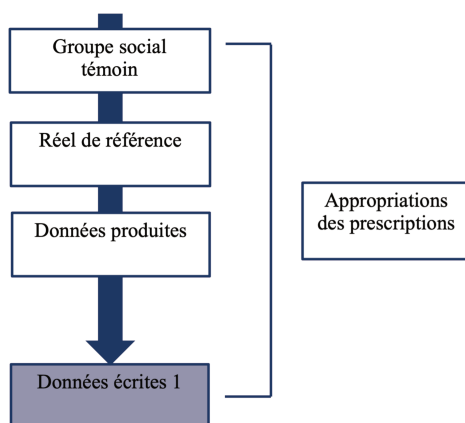 Groupe social
témoin
Réel de référence
Données produites
Données écrites 1
Appropriations
des prescriptions